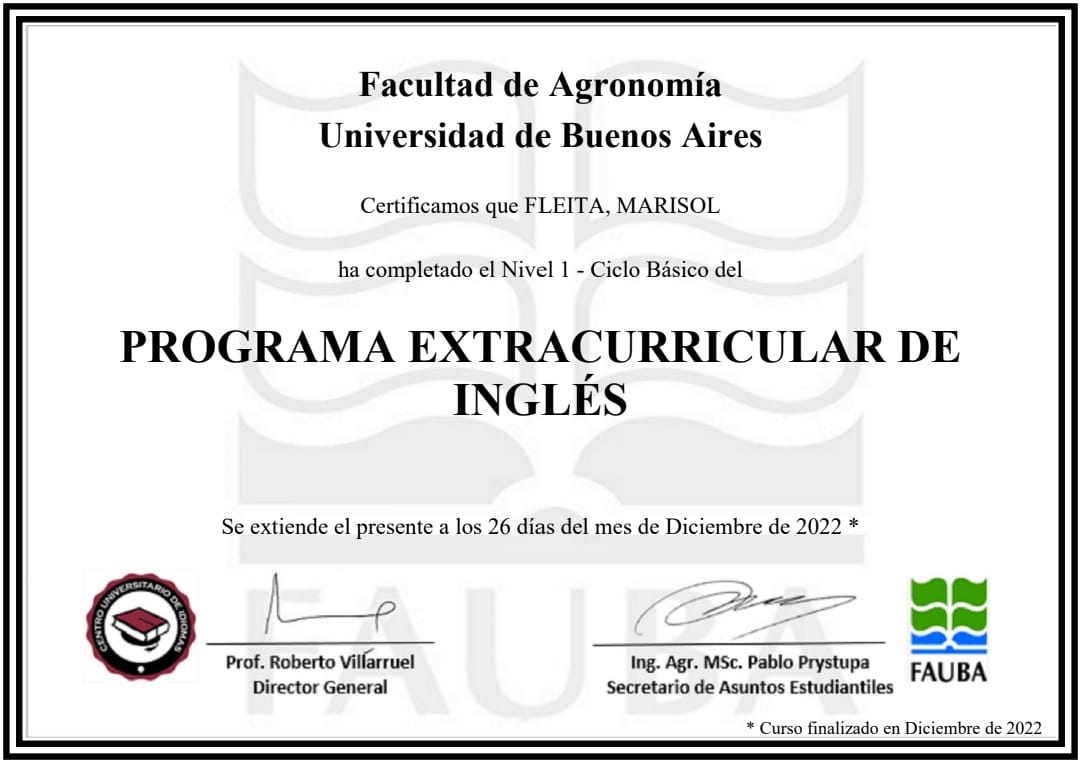 Facultad de Agronomía
Universidad de Buenos Aires
Certificamos que FLEITA, MARISOL
ha completado el Nivel 1 - Ciclo Básico del
PROGRAMA EXTRACURRICULAR DE
INGLÉS
Se extiende el presente a los 26 días del mes de Diciembre de 2022 *
FAUBA
CENTRO UNIVERSITARIO DE IDIOMAS
Prof. Roberto Villarruel
Director General
Ing. Agr. MSc. Pablo Prystupa
Secretario de Asuntos Estudiantiles
FAUBA
* Curso finalizado en Diciembre de 2022